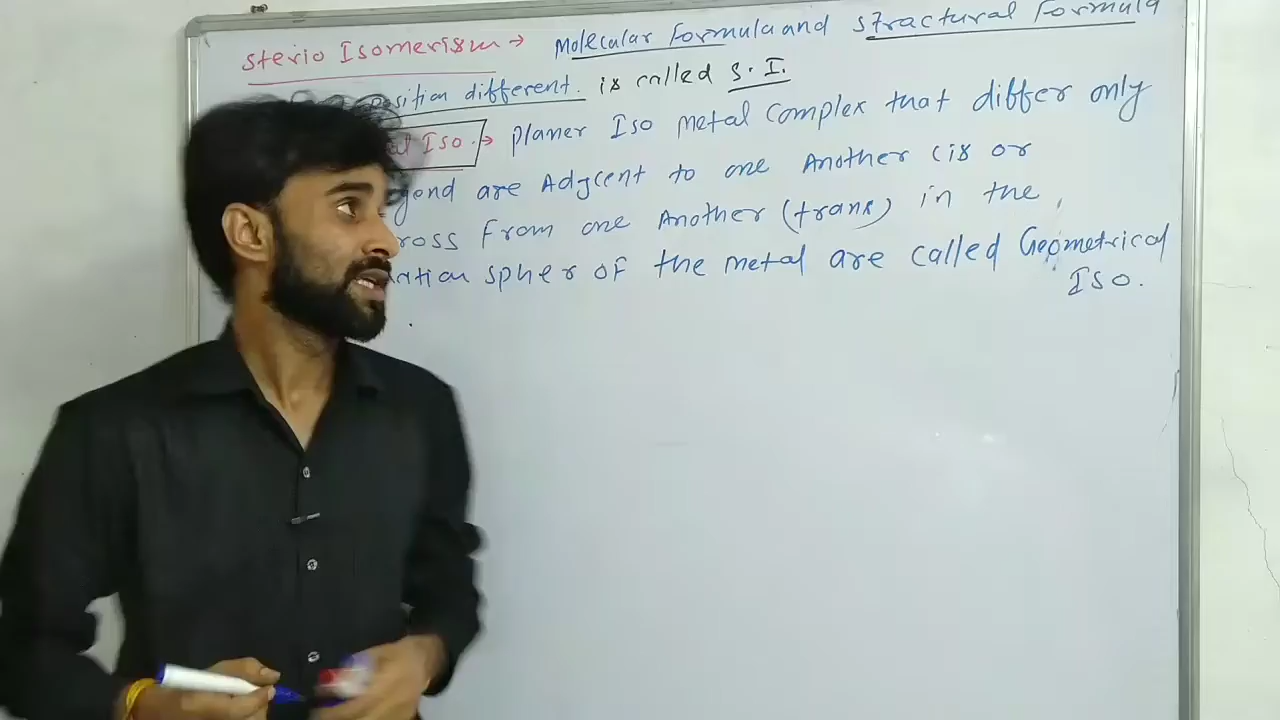 Sterio Isomerism → Molecular Formula and Stractural Formula
position different. is called S.I.
Iso. → Planer Iso metal Complex that differ only
are Adjcent to one Another (is or
from one Another (trans) in the
spher of the metal are called Geometrical
Iso.